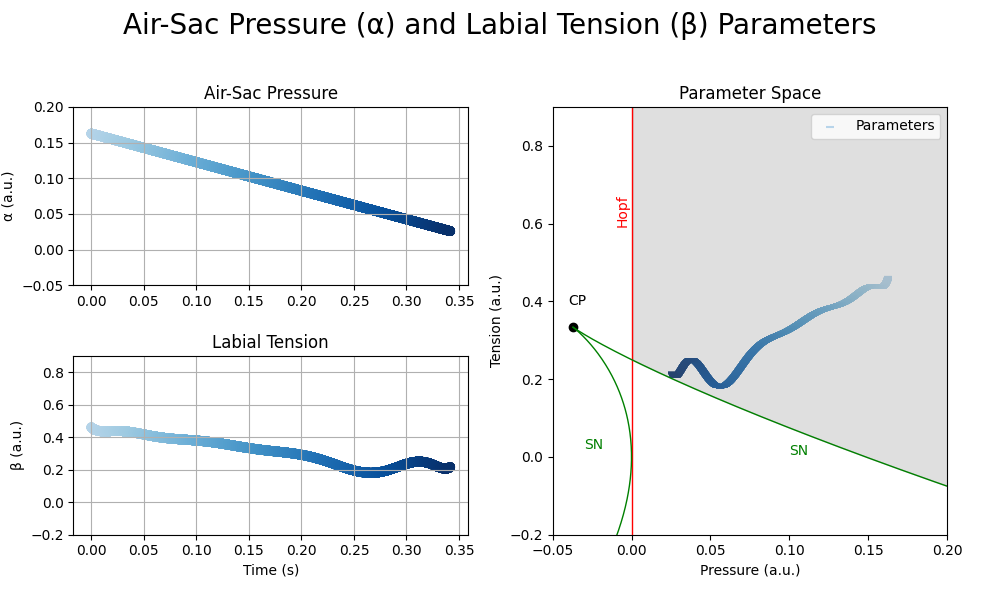 Air-Sac Pressure (α) and Labial Tension (β) Parameters
Air-Sac Pressure
α (a.u.)
0.20
0.15
0.10
0.05
0.00
−0.05
0.00 0.05 0.10 0.15 0.20 0.25 0.30 0.35
Labial Tension
β (a.u.)
0.8
0.6
0.4
0.2
0.0
−0.2
0.00 0.05 0.10 0.15 0.20 0.25 0.30 0.35
Time (s)
Parameter Space
Parameters
Tension (a.u.)
0.8
0.6
0.4
0.2
0.0
−0.2
Hopf
CP
SN
SN
−0.05 0.00 0.05 0.10 0.15 0.20
Pressure (a.u.)